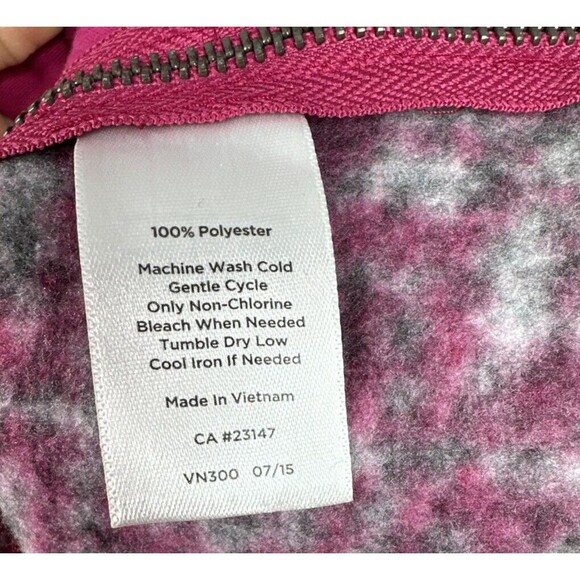 100% Polyester
Machine Wash Cold
Gentle Cycle
Only Non-Chlorine
Bleach When Needed
Tumble Dry Low
Cool Iron If Needed
Made In Vietnam
CA #23147
VN300 07/15